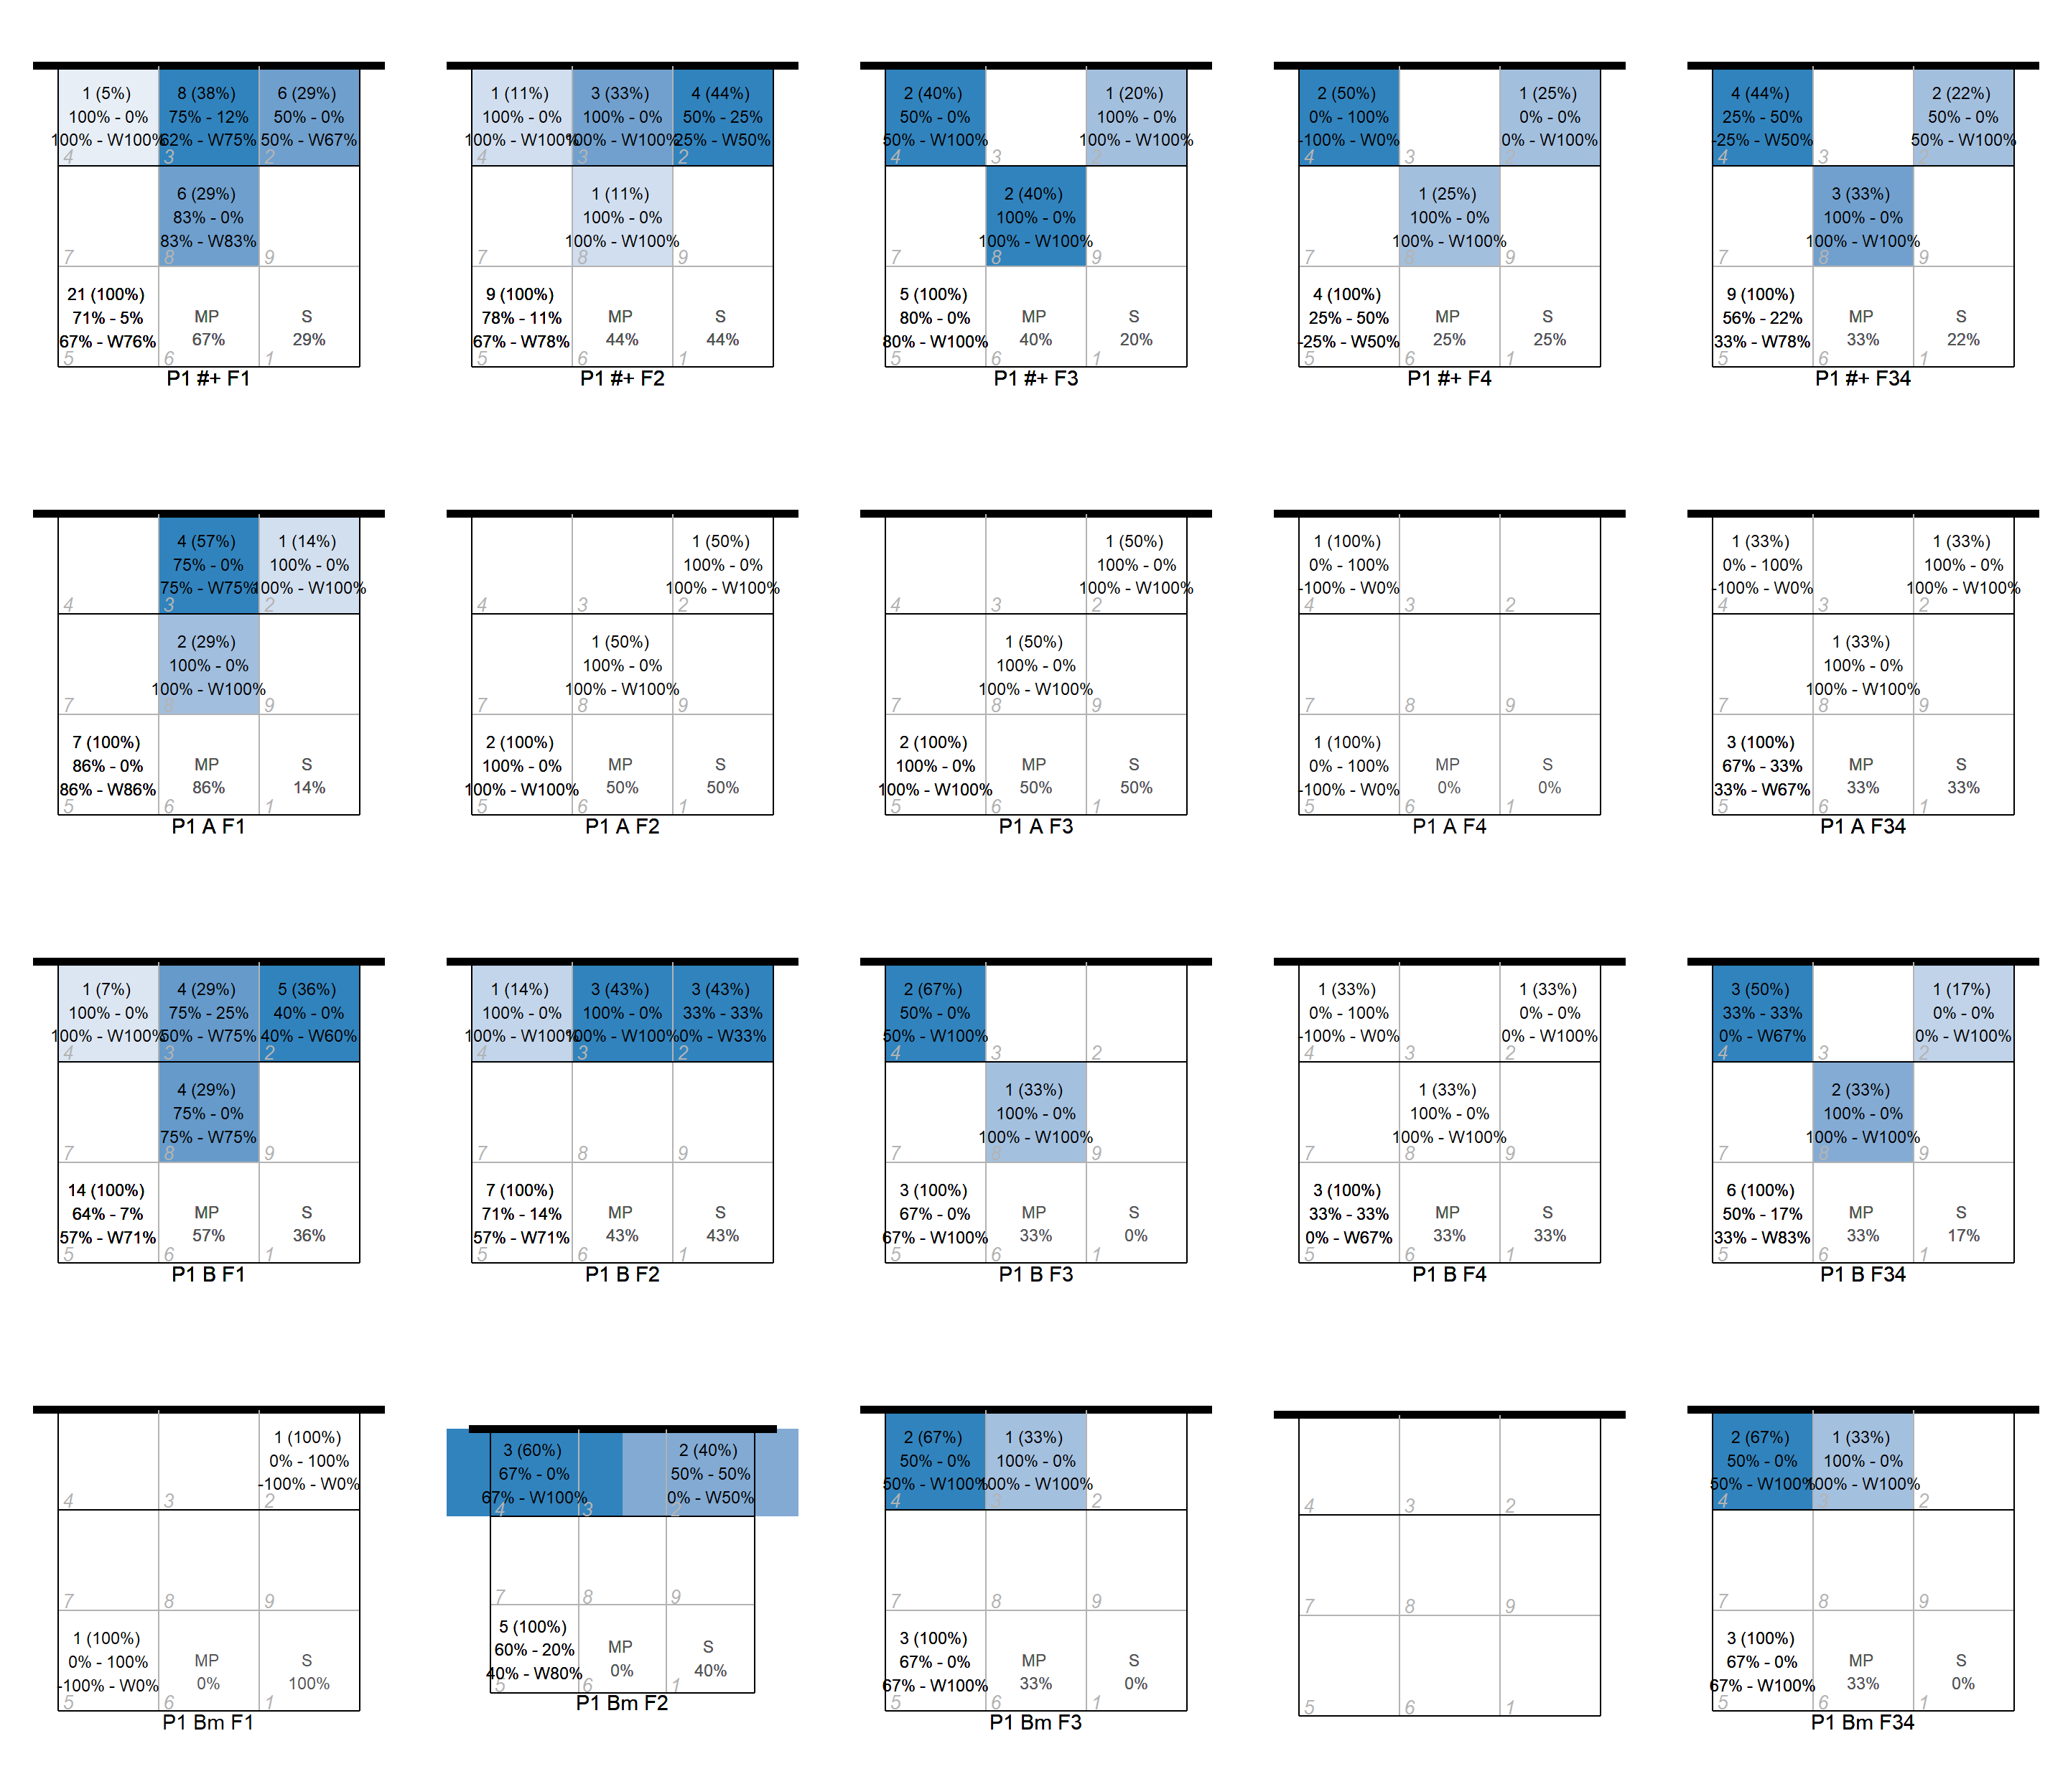 1 (5%)
100% - 0%
100% - W100%
4
8 (38%)
75% - 12%
62% - W75%
3
6 (29%)
50% - 0%
50% - W67%
2
7
6 (29%)
83% - 0%
83% - W83%
8
9
21 (100%)
71% - 5%
67% - W76%
5
MP
67%
6
S
29%
1
P1 #+ F1
1 (11%)
100% - 0%
100% - W100%
4
3 (33%)
100% - 0%
100% - W100%
3
4 (44%)
50% - 25%
25% - W50%
2
7
1 (11%)
100% - 0%
100% - W100%
8
9
9 (100%)
78% - 11%
67% - W78%
5
MP
44%
6
S
44%
1
P1 #+ F2
2 (40%)
50% - 0%
50% - W100%
4
3
1 (20%)
100% - 0%
100% - W100%
2
7
2 (40%)
100% - 0%
100% - W100%
8
9
5 (100%)
80% - 0%
80% - W100%
5
MP
40%
6
S
20%
1
P1 #+ F3
2 (50%)
0% - 100%
-100% - W0%
4
3
1 (25%)
0% - 0%
0% - W100%
2
7
1 (25%)
100% - 0%
100% - W100%
8
9
4 (100%)
25% - 50%
-25% - W50%
5
MP
25%
6
S
25%
1
P1 #+ F4
4 (44%)
25% - 50%
-25% - W50%
4
3
2 (22%)
50% - 0%
50% - W100%
2
7
3 (33%)
100% - 0%
100% - W100%
8
9
9 (100%)
56% - 22%
33% - W78%
5
MP
33%
6
S
22%
1
P1 #+ F34
4
4 (57%)
75% - 0%
75% - W75%
3
1 (14%)
100% - 0%
100% - W100%
2
7
2 (29%)
100% - 0%
100% - W100%
8
9
7 (100%)
86% - 0%
86% - W86%
5
MP
86%
6
S
14%
1
P1 A F1
4
3
1 (50%)
100% - 0%
100% - W100%
2
7
1 (50%)
100% - 0%
100% - W100%
8
9
2 (100%)
100% - 0%
100% - W100%
5
MP
50%
6
S
50%
1
P1 A F2
4
3
1 (50%)
100% - 0%
100% - W100%
2
7
1 (50%)
100% - 0%
100% - W100%
8
9
2 (100%)
100% - 0%
100% - W100%
5
MP
50%
6
S
50%
1
P1 A F3
1 (100%)
0% - 100%
-100% - W0%
4
3
2
7
8
9
1 (100%)
0% - 100%
-100% - W0%
5
MP
0%
6
S
0%
1
P1 A F4
1 (33%)
0% - 100%
-100% - W0%
4
3
1 (33%)
100% - 0%
100% - W100%
2
7
1 (33%)
100% - 0%
100% - W100%
8
9
3 (100%)
67% - 33%
33% - W67%
5
MP
33%
6
S
33%
1
P1 A F34
1 (7%)
100% - 0%
100% - W100%
4
4 (29%)
75% - 25%
50% - W75%
3
5 (36%)
40% - 0%
40% - W60%
2
7
4 (29%)
75% - 0%
75% - W75%
8
9
14 (100%)
64% - 7%
57% - W71%
5
MP
57%
6
S
36%
1
P1 B F1
1 (14%)
100% - 0%
100% - W100%
4
3 (43%)
100% - 0%
100% - W100%
3
3 (43%)
33% - 33%
0% - W33%
2
7
8
9
7 (100%)
71% - 14%
57% - W71%
5
MP
43%
6
S
43%
1
P1 B F2
2 (67%)
50% - 0%
50% - W100%
4
3
2
7
1 (33%)
100% - 0%
100% - W100%
8
9
3 (100%)
67% - 0%
67% - W100%
5
MP
33%
6
S
0%
1
P1 B F3
1 (33%)
0% - 100%
-100% - W0%
4
3
1 (33%)
0% - 0%
0% - W100%
2
7
1 (33%)
100% - 0%
100% - W100%
8
9
3 (100%)
33% - 33%
0% - W67%
5
MP
33%
6
S
33%
1
P1 B F4
3 (50%)
33% - 33%
0% - W67%
4
3
1 (17%)
0% - 0%
0% - W100%
2
7
2 (33%)
100% - 0%
100% - W100%
8
9
6 (100%)
50% - 17%
33% - W83%
5
MP
33%
6
S
17%
1
P1 B F34
4
3
1 (100%)
0% - 100%
-100% - W0%
2
7
8
9
1 (100%)
0% - 100%
-100% - W0%
5
MP
0%
6
S
100%
1
P1 Bm F1
3 (60%)
67% - 0%
67% - W100%
4
3
2 (40%)
50% - 50%
0% - W50%
2
7
8
9
5 (100%)
60% - 20%
40% - W80%
5
MP
0%
6
S
40%
1
P1 Bm F2
2 (67%)
50% - 0%
50% - W100%
4
1 (33%)
100% - 0%
100% - W100%
3
2
7
8
9
3 (100%)
67% - 0%
67% - W100%
5
MP
33%
6
S
0%
1
P1 Bm F3
4
3
2
7
8
9
5
6
1
2 (67%)
50% - 0%
50% - W100%
4
1 (33%)
100% - 0%
100% - W100%
3
2
7
8
9
3 (100%)
67% - 0%
67% - W100%
5
MP
33%
6
S
0%
1
P1 Bm F34